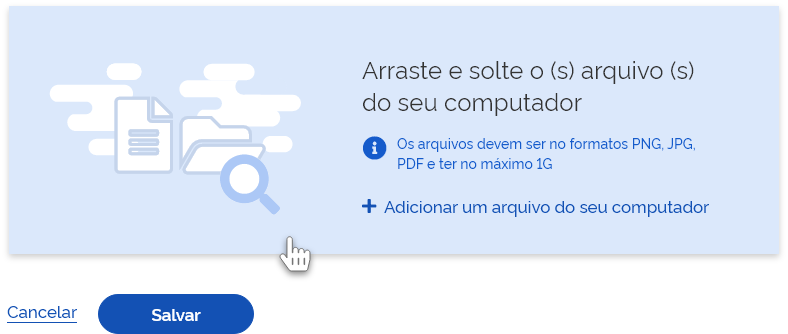 Arraste e solte o (s) arquivo (s)
do seu computador
Os arquivos devem ser no formatos PNG, JPG,
PDF e ter no máximo 1G
Adicionar um arquivo do seu computador
Cancelar
Salvar